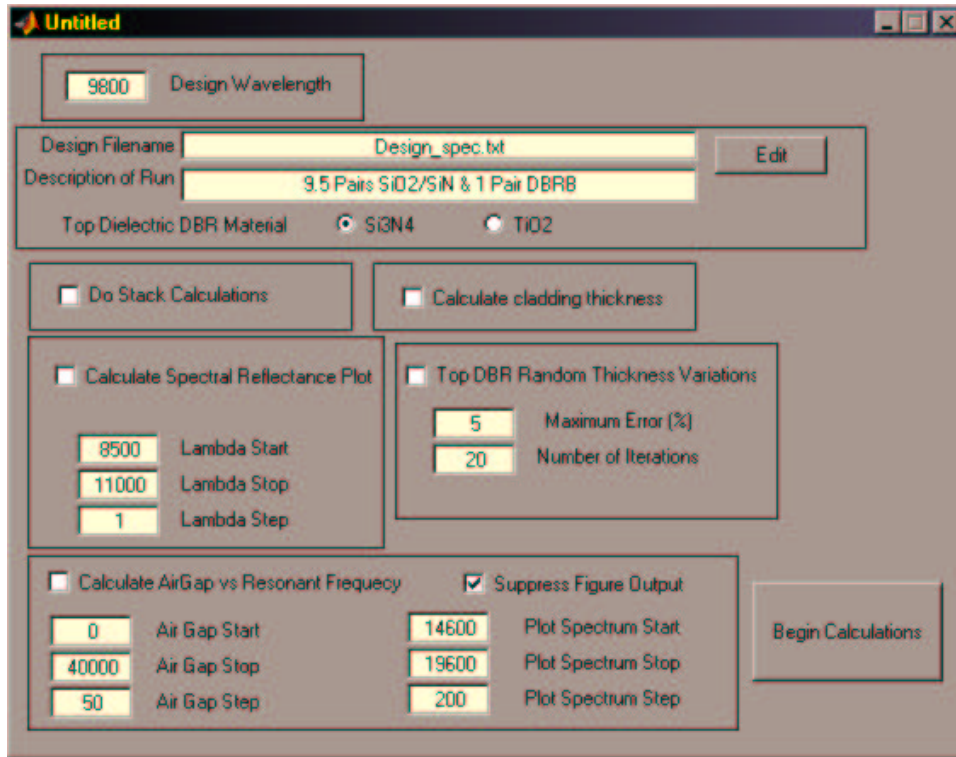 Untitled
9800 Design Wavelength
Design Filename Design_spec.txt Edit
Description of Run 9.5 Pairs SiO2/SiN & 1 Pair DBRB
Top Dielectric DBR Material Si3N4 TiO2
Do Stack Calculations Calculate cladding thickness
Calculate Spectral Reflectance Plot Top DBR Random Thickness Variations
5 Maximum Error (%)
8500 Lambda Start 20 Number of Iterations
11000 Lambda Stop
1 Lambda Step
Calculate AirGap vs Resonant Frequecy Suppress Figure Output
0 Air Gap Start 14600 Plot Spectrum Start Begin Calculations
40000 Air Gap Stop 19600 Plot Spectrum Stop
50 Air Gap Step 200 Plot Spectrum Step